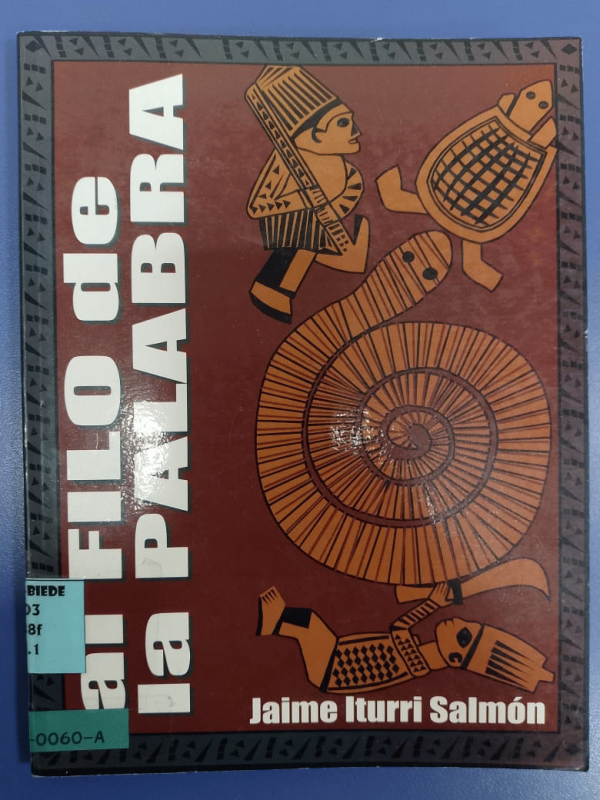 al FILO de
la PALABRA
Jaime Iturri Salmón
BIEDE
03
8f
.1
-0060-A